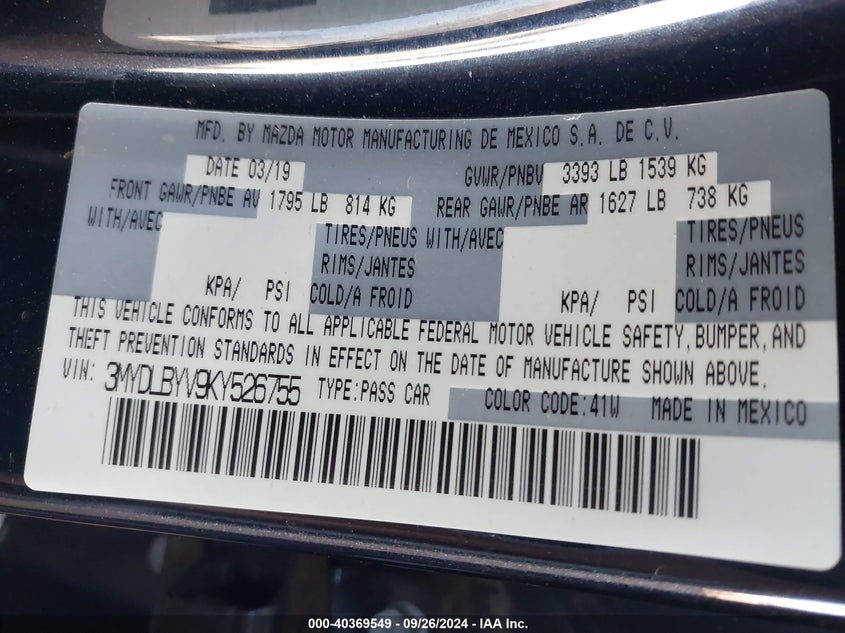 MFD. BY MAZDA MOTOR MANUFACTURING DE MEXICO S.A. DE C.V.
DATE 03/19 GVWR/PNBV 3393 LB 1539 KG
FRONT GAWR/PNBE AV 1795 LB 814 KG REAR GAWR/PNBE AR 1627 LB 738 KG
WITH/AVEC TIRES/PNEUS WITH/AVEC TIRES/PNEUS
RIMS/JANTES RIMS/JANTES
KPA/ PSI COLD/A FROID KPA/ PSI COLD/A FROID
THIS VEHICLE CONFORMS TO ALL APPLICABLE FEDERAL MOTOR VEHICLE SAFETY, BUMPER, AND
THEFT PREVENTION STANDARDS IN EFFECT ON THE DATE OF MANUFACTURE SHOWN ABOVE.
VIN: 3MYDLBYV9KY526755 TYPE:PASS CAR COLOR CODE:41W MADE IN MEXICO
000-40369549 - 09/26/2024 - IAA Inc.